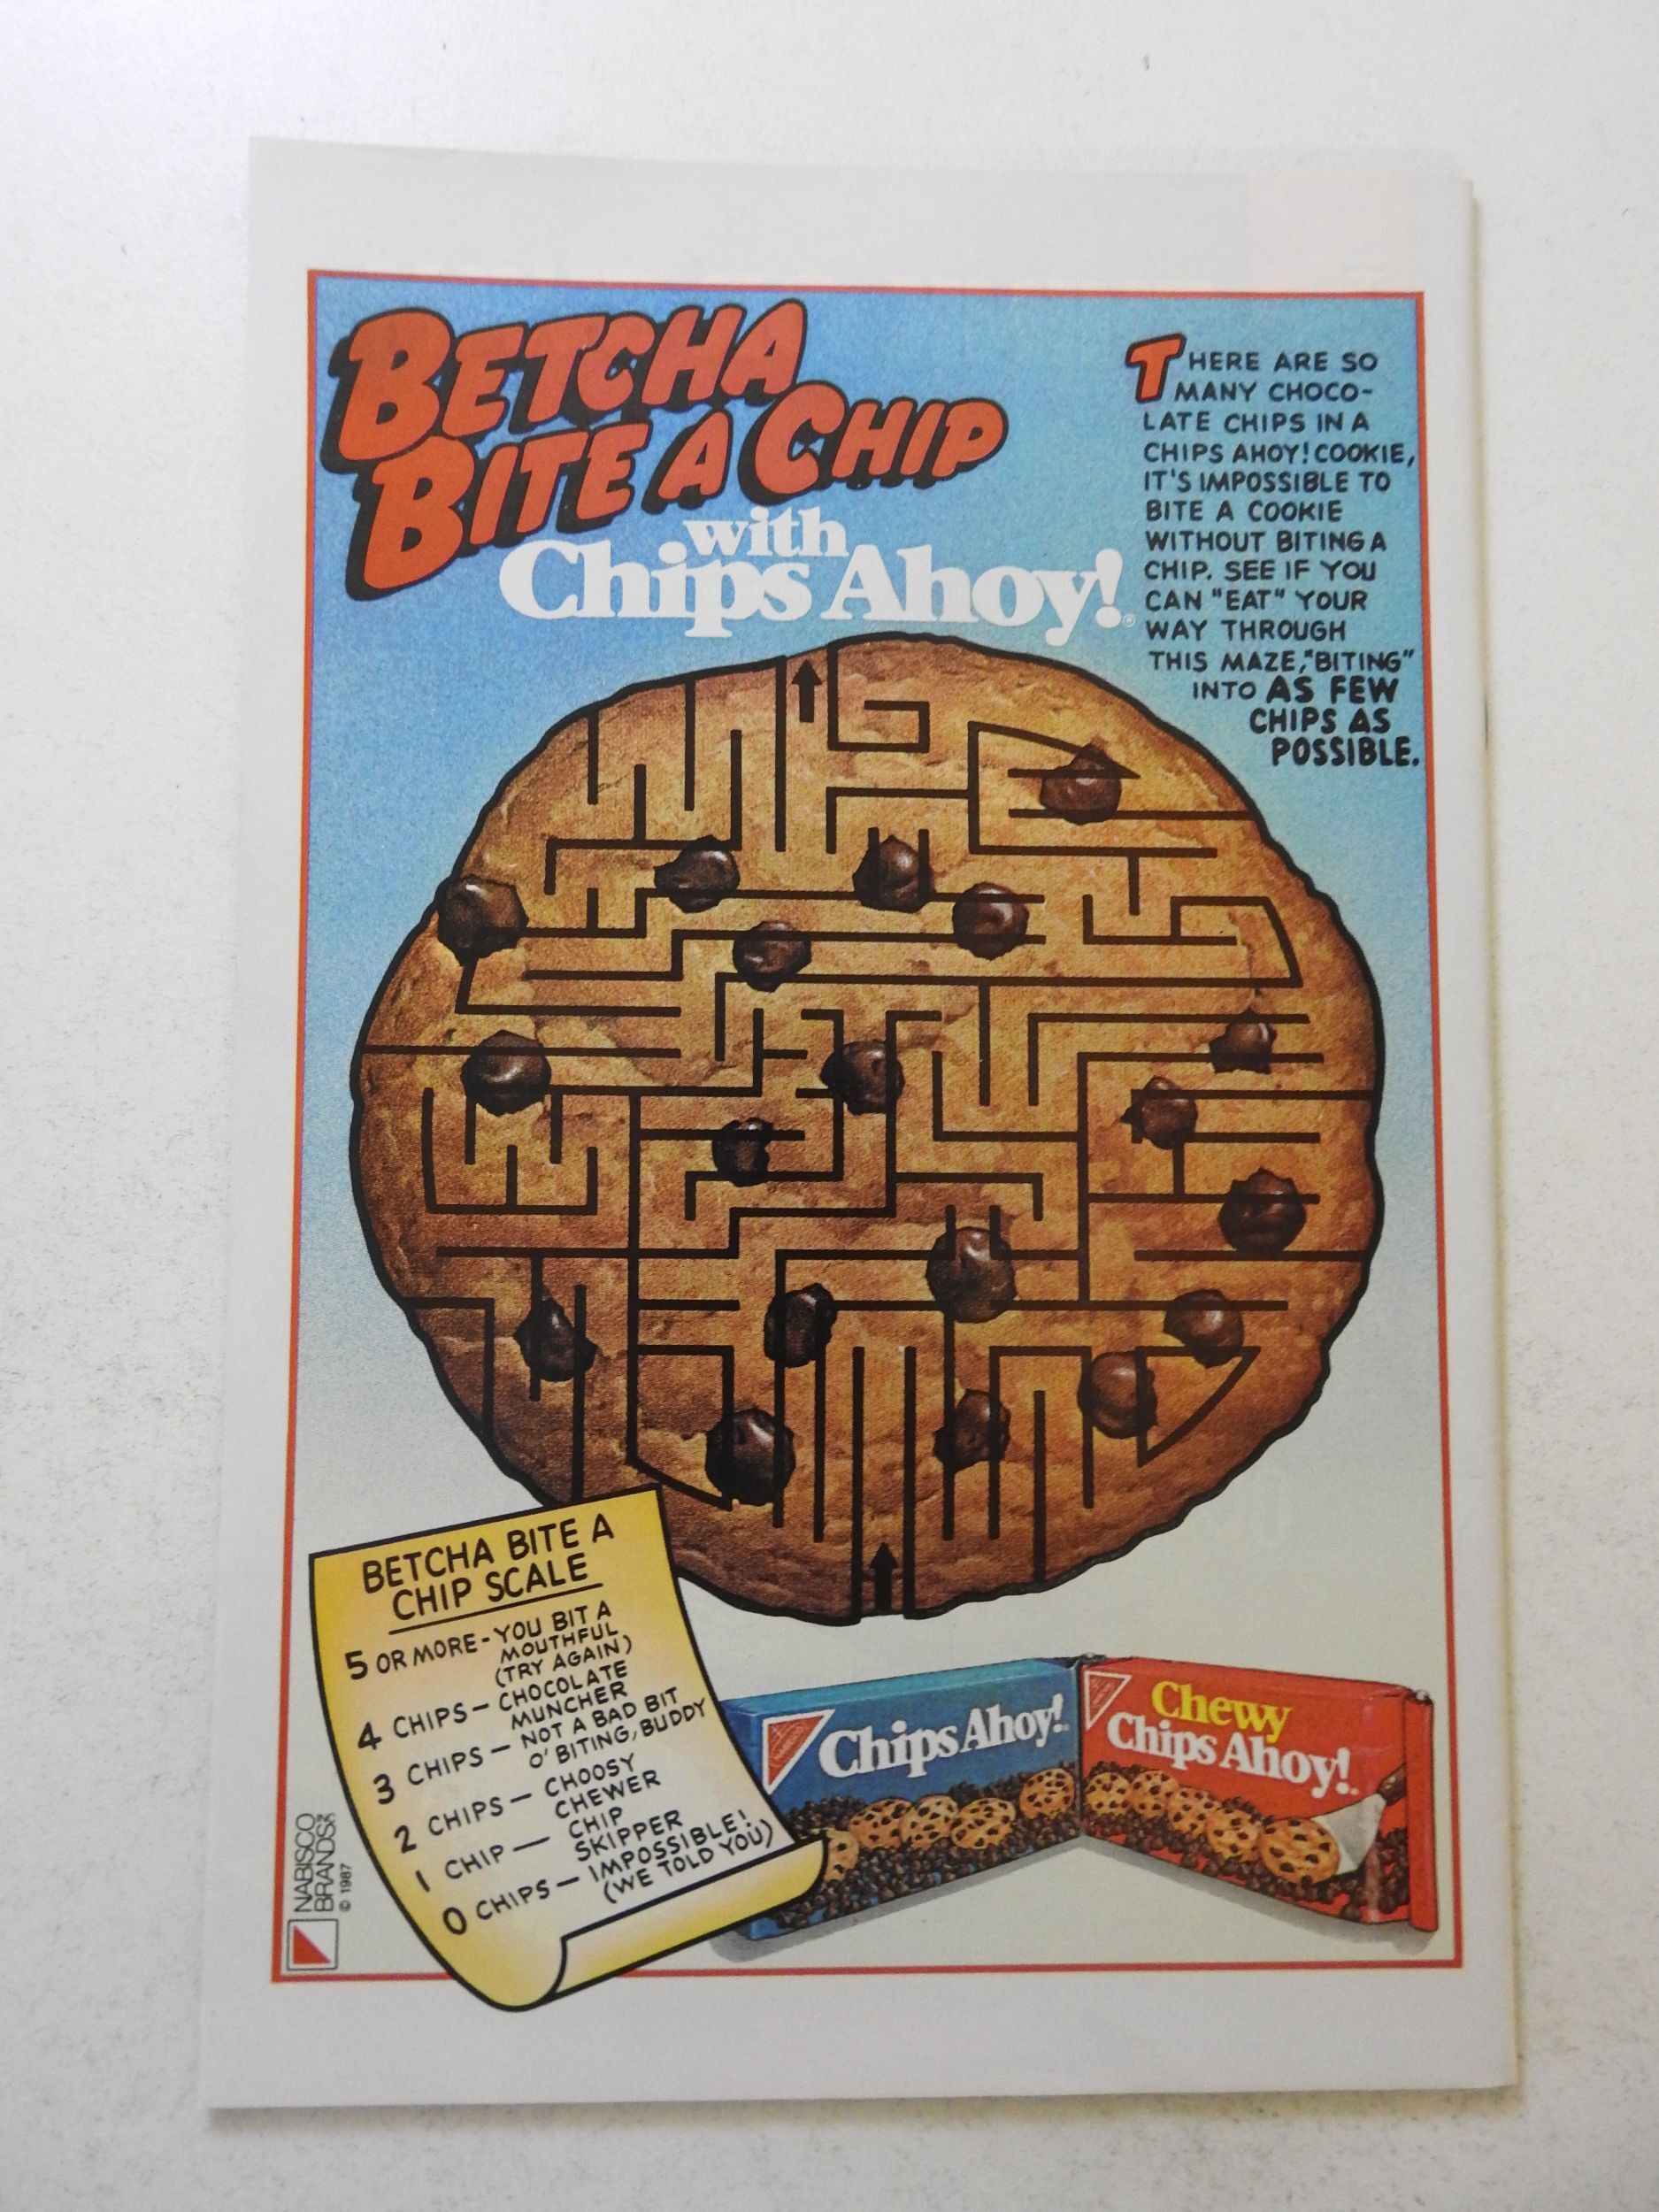 BETCHA
BITE A CHIP
with
Chips Ahoy!®
THERE ARE SO
MANY CHOCO-
LATE CHIPS IN A
CHIPS AHOY! COOKIE,
IT'S IMPOSSIBLE TO
BITE A COOKIE
WITHOUT BITING A
CHIP. SEE IF YOU
CAN "EAT" YOUR
WAY THROUGH
THIS MAZE, "BITING"
INTO AS FEW
CHIPS AS
POSSIBLE.
BETCHA BITE A
CHIP SCALE
5 OR MORE - YOU BIT A
MOUTHFUL
(TRY AGAIN)
4 CHIPS — CHOCOLATE
MUNCHER
3 CHIPS — NOT A BAD BIT
O' BITING, BUDDY
2 CHIPS — CHOOSY
CHEWER
1 CHIP — CHIP
SKIPPER
0 CHIPS — IMPOSSIBLE!
(WE TOLD YOU)
Chips Ahoy!
Chewy
Chips Ahoy!
NABISCO
BRANDS
© 1987